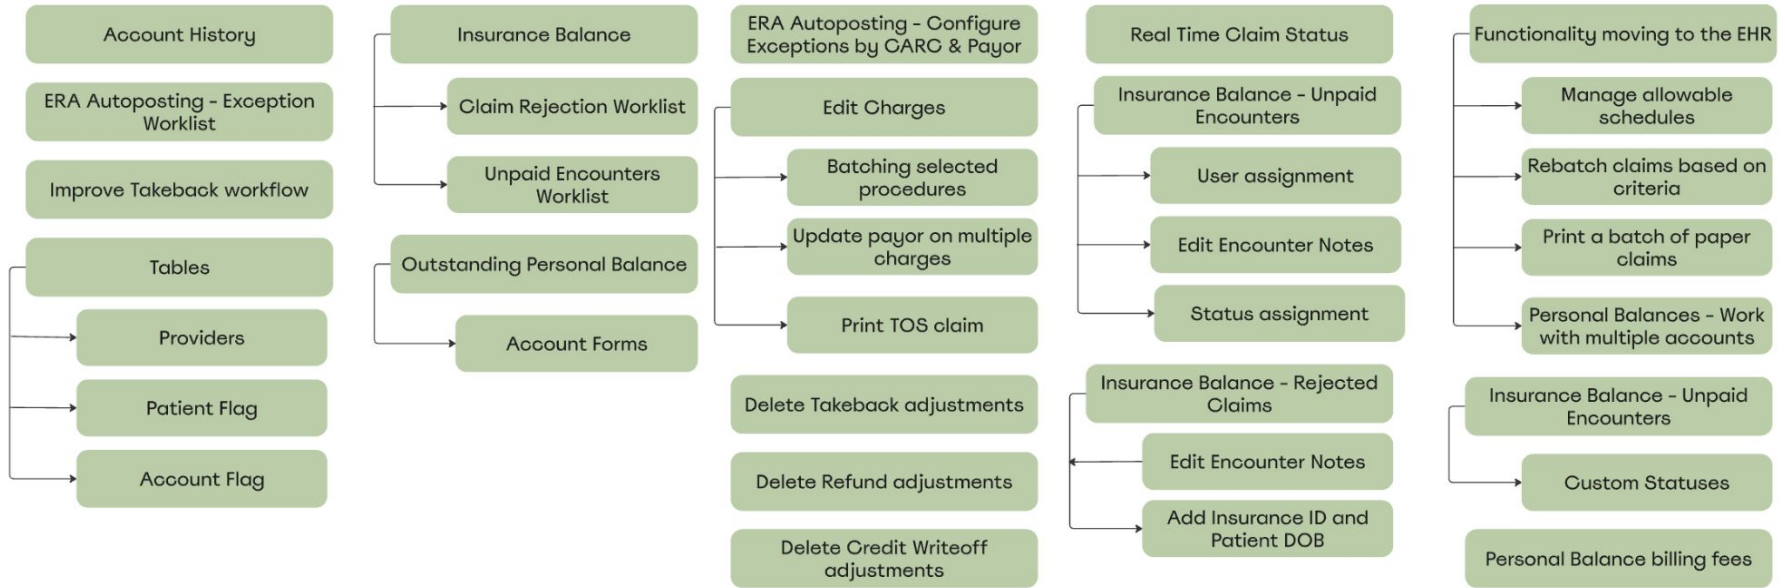 Account History
ERA Autoposting - Exception
Worklist
Improve Takeback workflow
Tables
Providers
Patient Flag
Account Flag
Insurance Balance
Claim Rejection Worklist
Unpaid Encounters
Worklist
Outstanding Personal Balance
Account Forms
ERA Autoposting - Configure
Exceptions by CARC & Payor
Edit Charges
Batching selected
procedures
Update payor on multiple
charges
Print TOS claim
Delete Takeback adjustments
Delete Refund adjustments
Delete Credit Writeoff
adjustments
Real Time Claim Status
Insurance Balance - Unpaid
Encounters
User assignment
Edit Encounter Notes
Status assignment
Insurance Balance - Rejected
Claims
Edit Encounter Notes
Add Insurance ID and
Patient DOB
Functionality moving to the EHR
Manage allowable
schedules
Rebatch claims based on
criteria
Print a batch of paper
claims
Personal Balances - Work
with multiple accounts
Insurance Balance - Unpaid
Encounters
Custom Statuses
Personal Balance billing fees